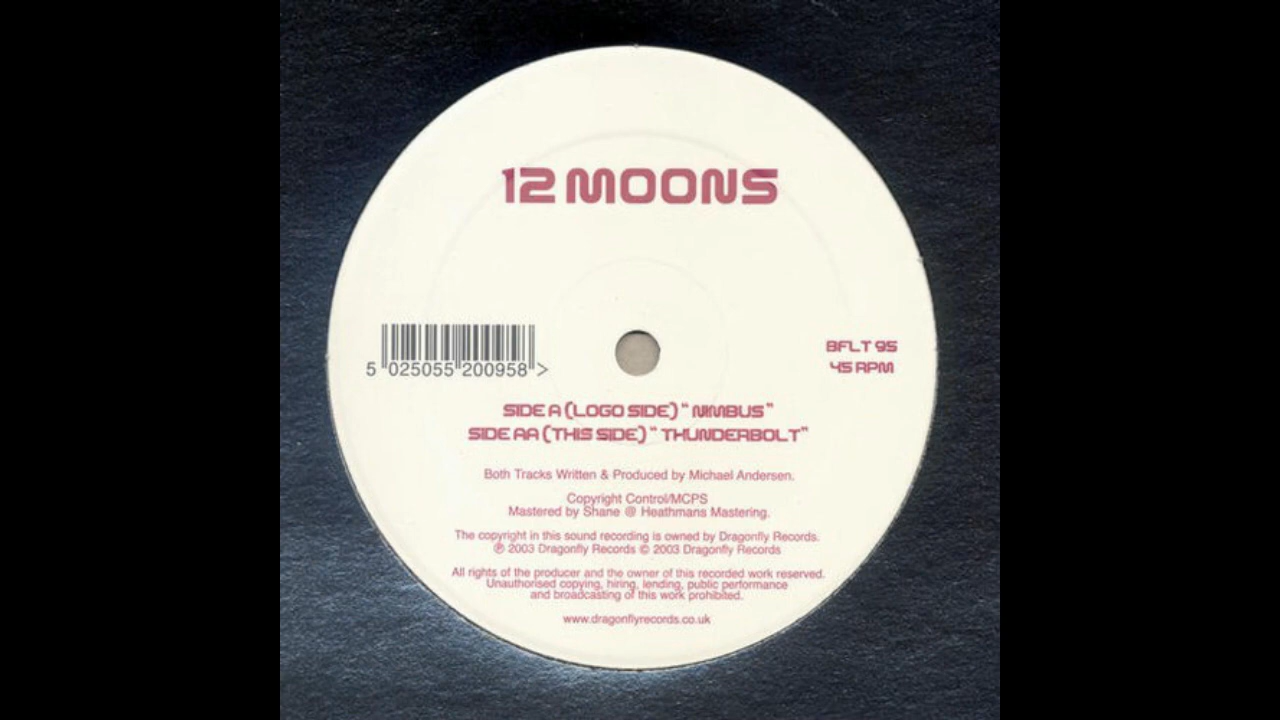 12 MOONS
5 025055 200958 >
BFLT 95
45 RPM
SIDE A (LOGO SIDE) " NIMBUS "
SIDE AA (THIS SIDE) " THUNDERBOLT"
Both Tracks Written & Produced by Michael Andersen.
Copyright Control/MCPS
Mastered by Shane @ Heathmans Mastering.
The copyright in this sound recording is owned by Dragonfly Records.
℗ 2003 Dragonfly Records © 2003 Dragonfly Records
All rights of the producer and the owner of this recorded work reserved.
Unauthorised copying, hiring, lending, public performance
and broadcasting of this work prohibited.
www.dragonflyrecords.co.uk